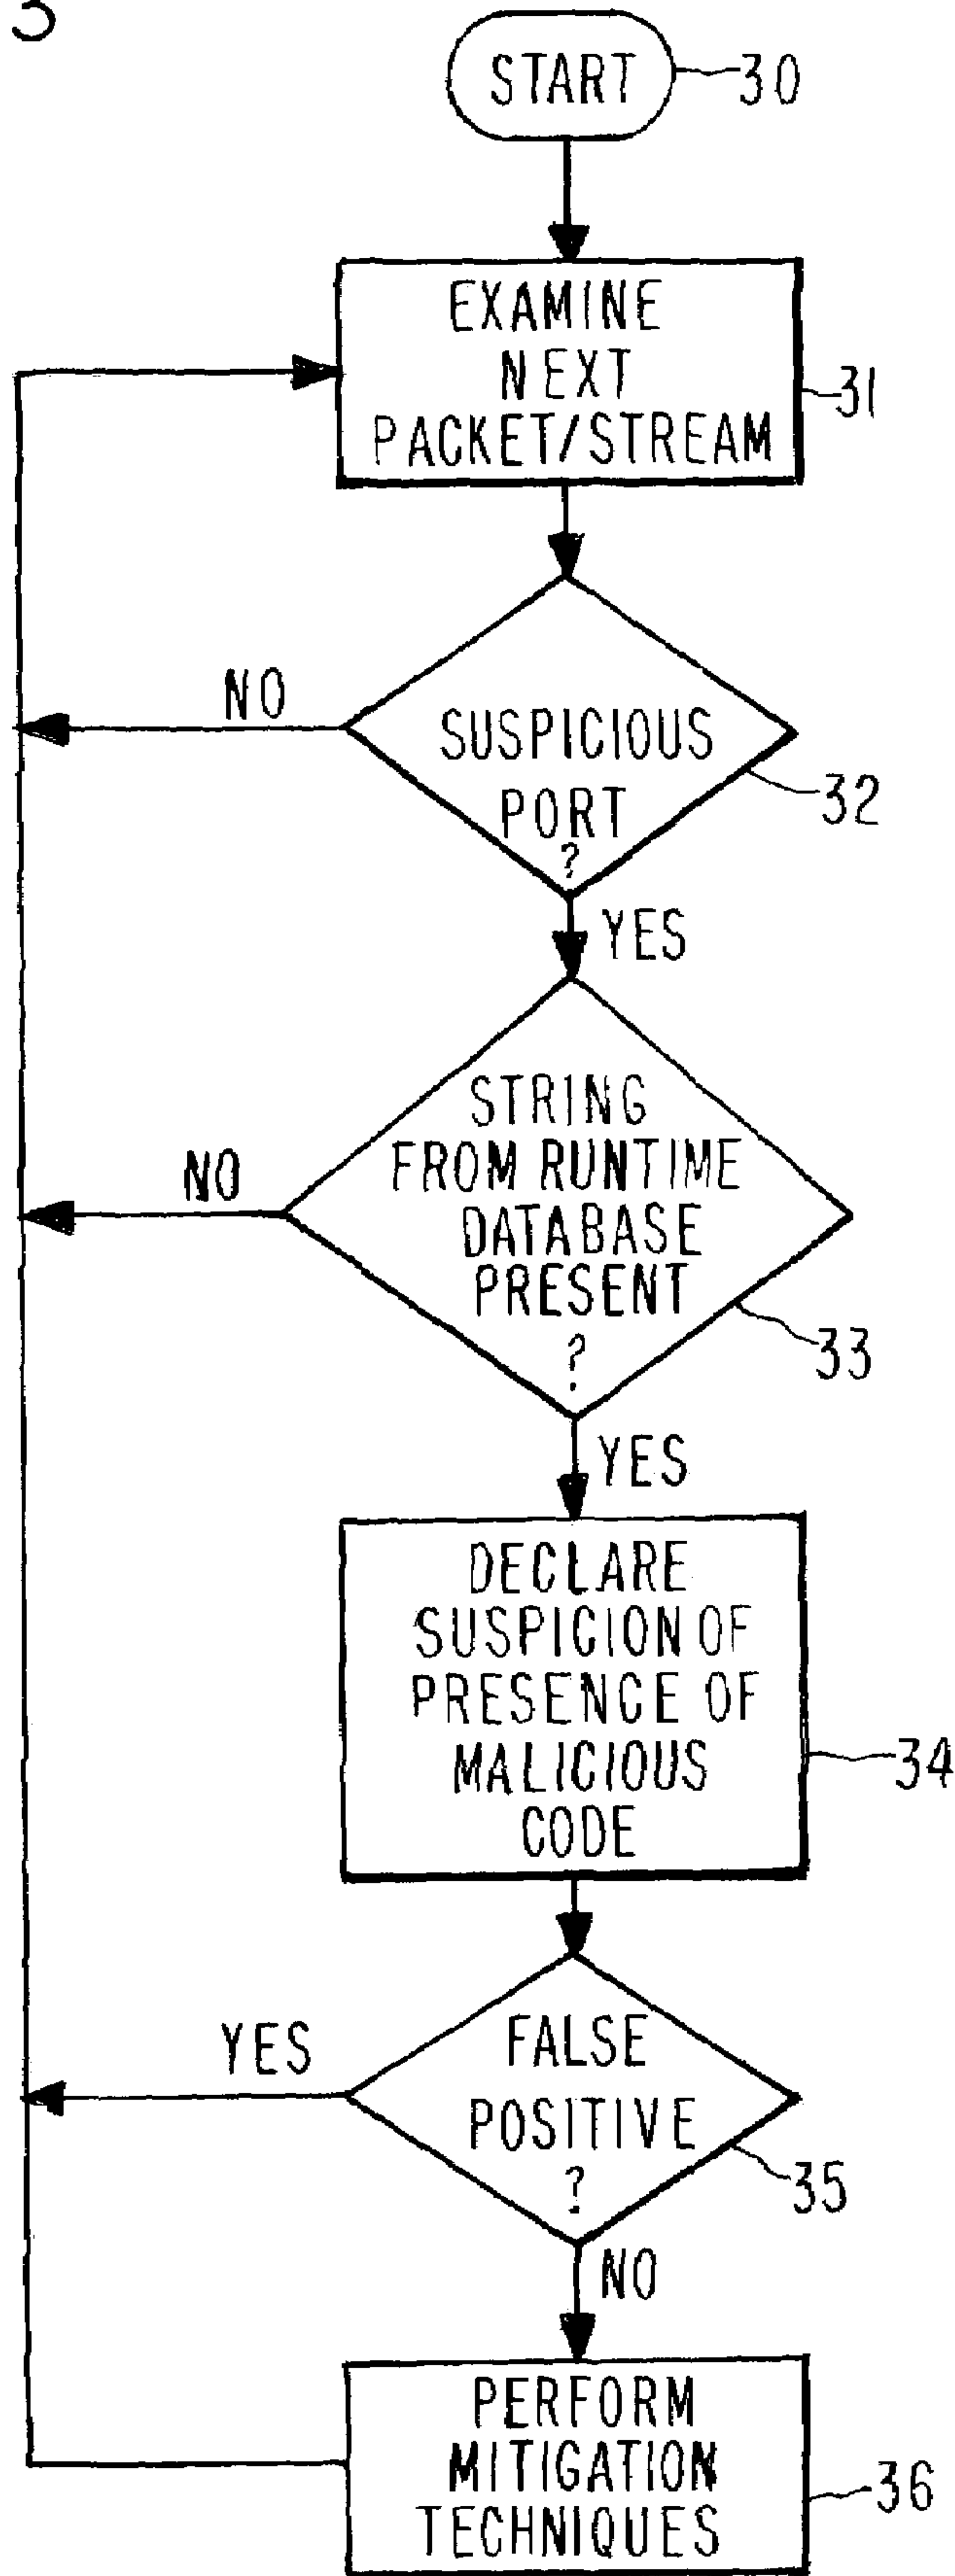 3
START
30
EXAMINE
NEXT
PACKET/STREAM
31
NO
SUSPICIOUS
PORT
?
32
YES
STRING
FROM RUNTIME
DATABASE
PRESENT
?
NO
33
YES
DECLARE
SUSPICION OF
PRESENCE OF
MALICIOUS
CODE
34
FALSE
POSITIVE
?
YES
35
NO
PERFORM
MITIGATION
TECHNIQUES
36